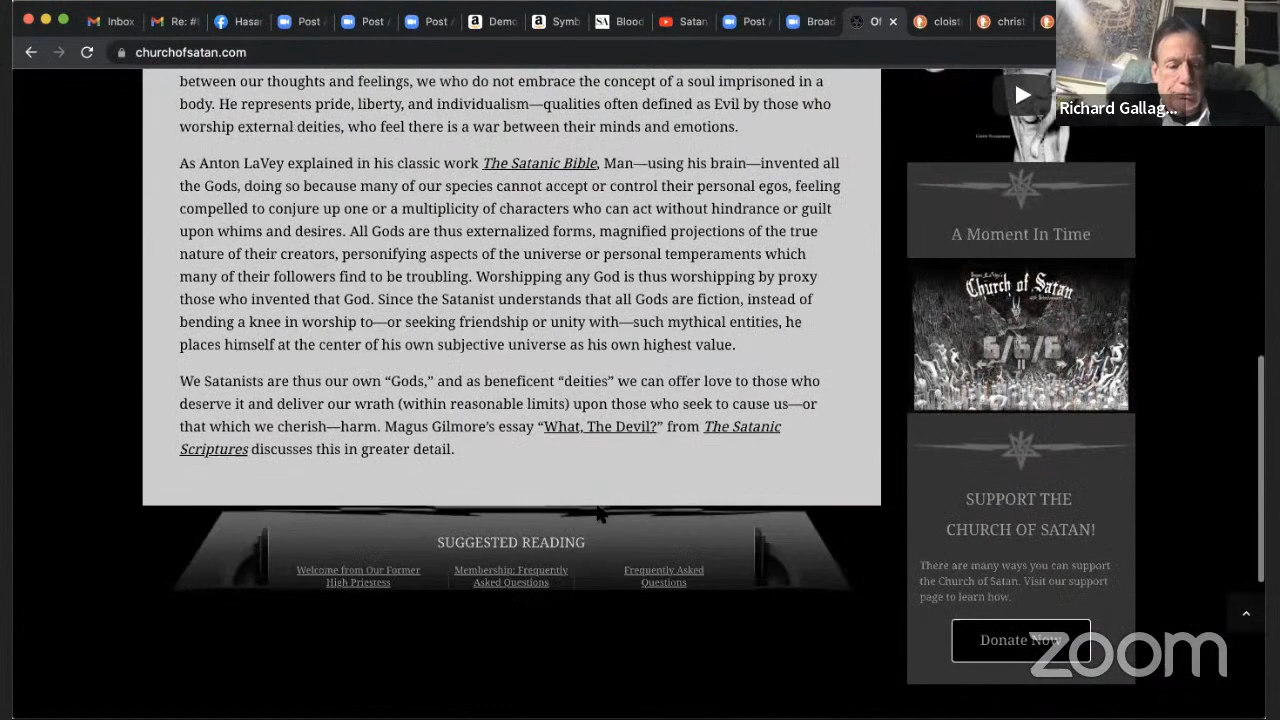 Inbox
Re: #
Hasar
Post
Post
Post
Demo
Symb
Blood
Satan
Post
Broad
Of
cloist
christ
churchofsatan.com
Richard Gallag...
between our thoughts and feelings, we who do not embrace the concept of a soul imprisoned in a
body. He represents pride, liberty, and individualism—qualities often defined as Evil by those who
worship external deities, who feel there is a war between their minds and emotions.
As Anton LaVey explained in his classic work The Satanic Bible, Man—using his brain—invented all
the Gods, doing so because many of our species cannot accept or control their personal egos, feeling
compelled to conjure up one or a multiplicity of characters who can act without hindrance or guilt
upon whims and desires. All Gods are thus externalized forms, magnified projections of the true
nature of their creators, personifying aspects of the universe or personal temperaments which
many of their followers find to be troubling. Worshipping any God is thus worshipping by proxy
those who invented that God. Since the Satanist understands that all Gods are fiction, instead of
bending a knee in worship to—or seeking friendship or unity with—such mythical entities, he
places himself at the center of his own subjective universe as his own highest value.
We Satanists are thus our own “Gods,” and as beneficent “deities” we can offer love to those who
deserve it and deliver our wrath (within reasonable limits) upon those who seek to cause us—or
that which we cherish—harm. Magus Gilmore’s essay “What, The Devil?” from The Satanic
Scriptures discusses this in greater detail.
SUGGESTED READING
Welcome from Our Former
High Priestess
Membership: Frequently
Asked Questions
Frequently Asked
Questions
A Moment In Time
Church of Satan
6/6/6
SUPPORT THE
CHURCH OF SATAN!
There are many ways you can support
the Church of Satan. Visit our support
page to learn how.
Donate Now
zoom